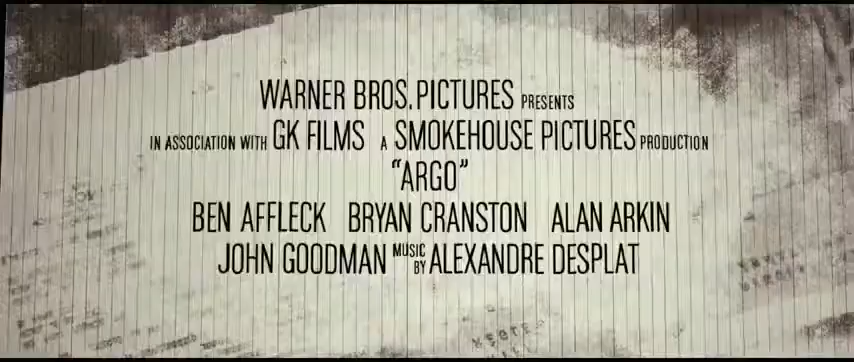 WARNER BROS. PICTURES PRESENTS
IN ASSOCIATION WITH GK FILMS A SMOKEHOUSE PICTURES PRODUCTION
"ARGO"
BEN AFFLECK BRYAN CRANSTON ALAN ARKIN
JOHN GOODMAN MUSIC BY ALEXANDRE DESPLAT